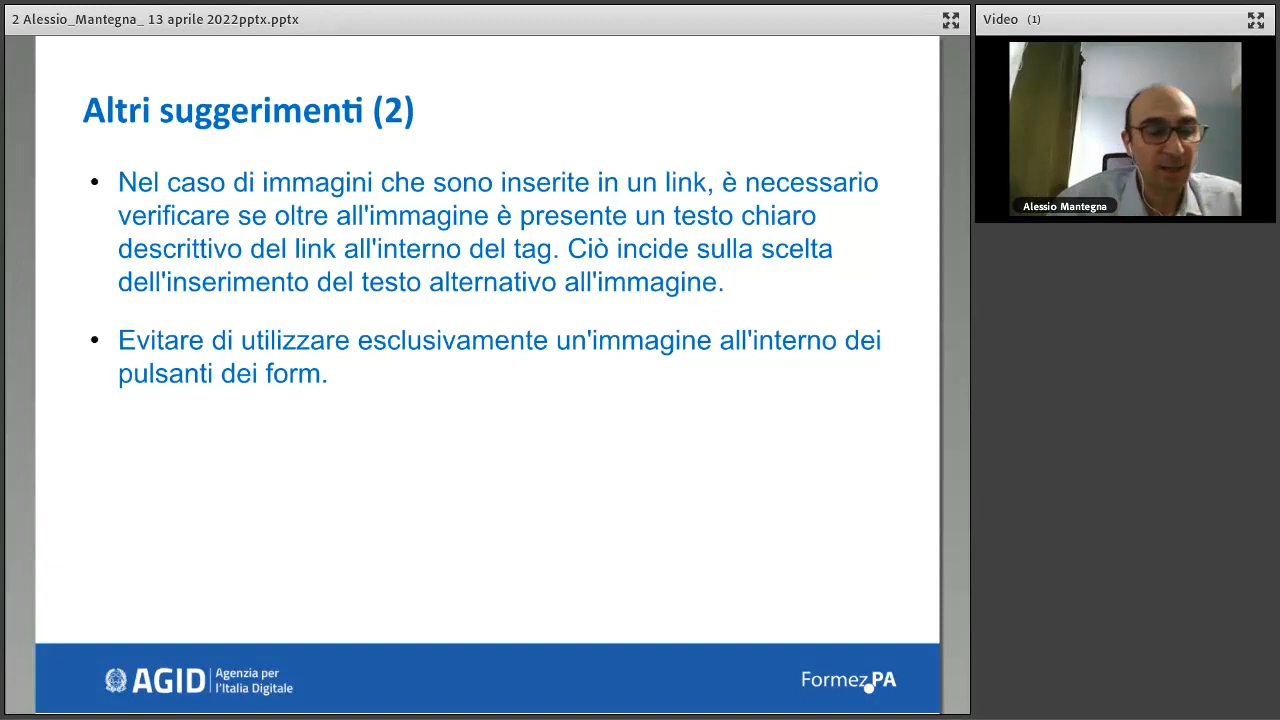 2 Alessio_Mantegna_ 13 aprile 2022pptx.pptx
Video (1)
Alessio Mantegna
Altri suggerimenti (2)
• Nel caso di immagini che sono inserite in un link, è necessario
verificare se oltre all'immagine è presente un testo chiaro
descrittivo del link all'interno del tag. Ciò incide sulla scelta
dell'inserimento del testo alternativo all'immagine.
• Evitare di utilizzare esclusivamente un'immagine all'interno dei
pulsanti dei form.
AGID
Agenzia per
l'Italia Digitale
Formez PA